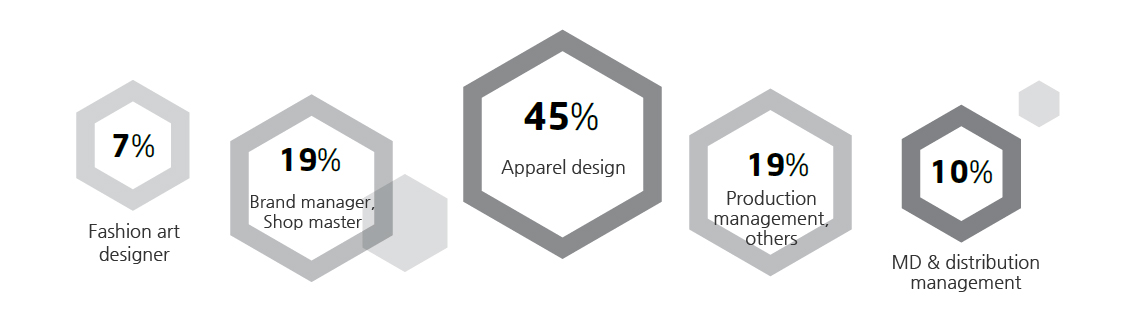 7%
Fashion art
designer
19%
Brand manager,
Shop master
45%
Apparel design
19%
Production
management,
others
10%
MD & distribution
management